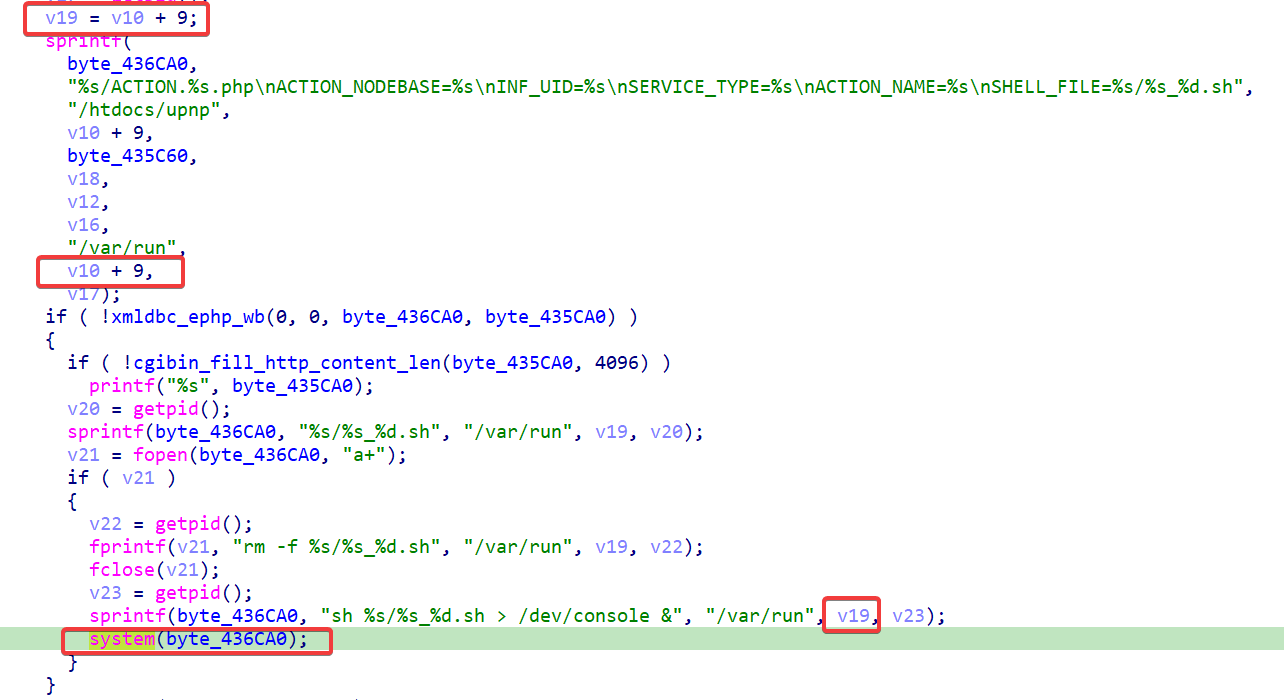 v19 = v10 + 9;
sprintf(
byte_436CA0,
"%s/ACTION.%s.php\nACTION_NODEBASE=%s\nINF_UID=%s\nSERVICE_TYPE=%s\nACTION_NAME=%s\nSHELL_FILE=%s/%s_%d.sh",
"/htdocs/upnp",
v10 + 9,
byte_435C60,
v18,
v12,
v16,
"/var/run",
v10 + 9,
v17);
if ( !xmldbc_ephp_wb(0, 0, byte_436CA0, byte_435CA0) )
{
if ( !cgibin_fill_http_content_len(byte_435CA0, 4096) )
printf("%s", byte_435CA0);
v20 = getpid();
sprintf(byte_436CA0, "%s/%s_%d.sh", "/var/run", v19, v20);
v21 = fopen(byte_436CA0, "a+");
if ( v21 )
{
v22 = getpid();
fprintf(v21, "rm -f %s/%s_%d.sh", "/var/run", v19, v22);
fclose(v21);
v23 = getpid();
sprintf(byte_436CA0, "sh %s/%s_%d.sh > /dev/console &", "/var/run", v19, v23);
system(byte_436CA0);
}
}